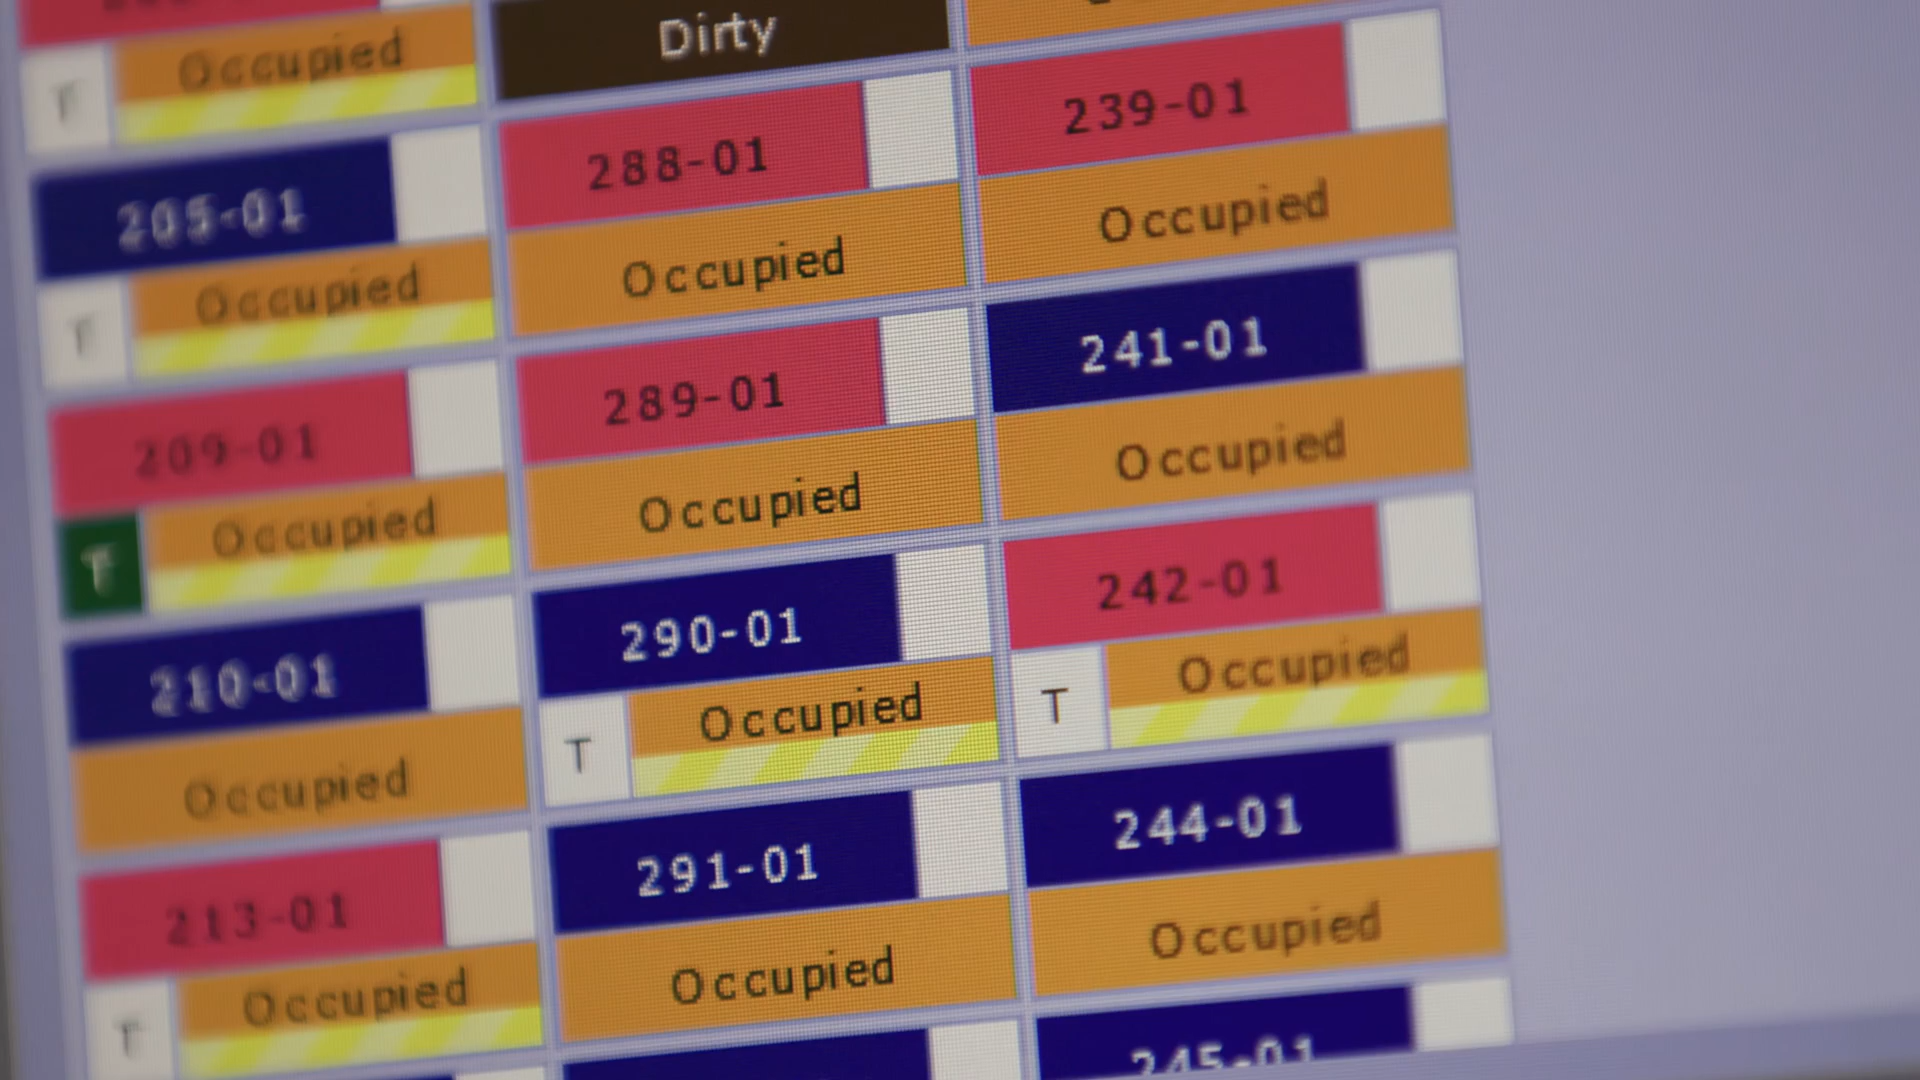 T Occupied
205-01
T Occupied
209-01
T Occupied
210-01
Occupied
213-01
T Occupied
Dirty
288-01
Occupied
289-01
Occupied
290-01
T Occupied
291-01
Occupied
239-01
Occupied
241-01
Occupied
242-01
T Occupied
244-01
Occupied
245-01